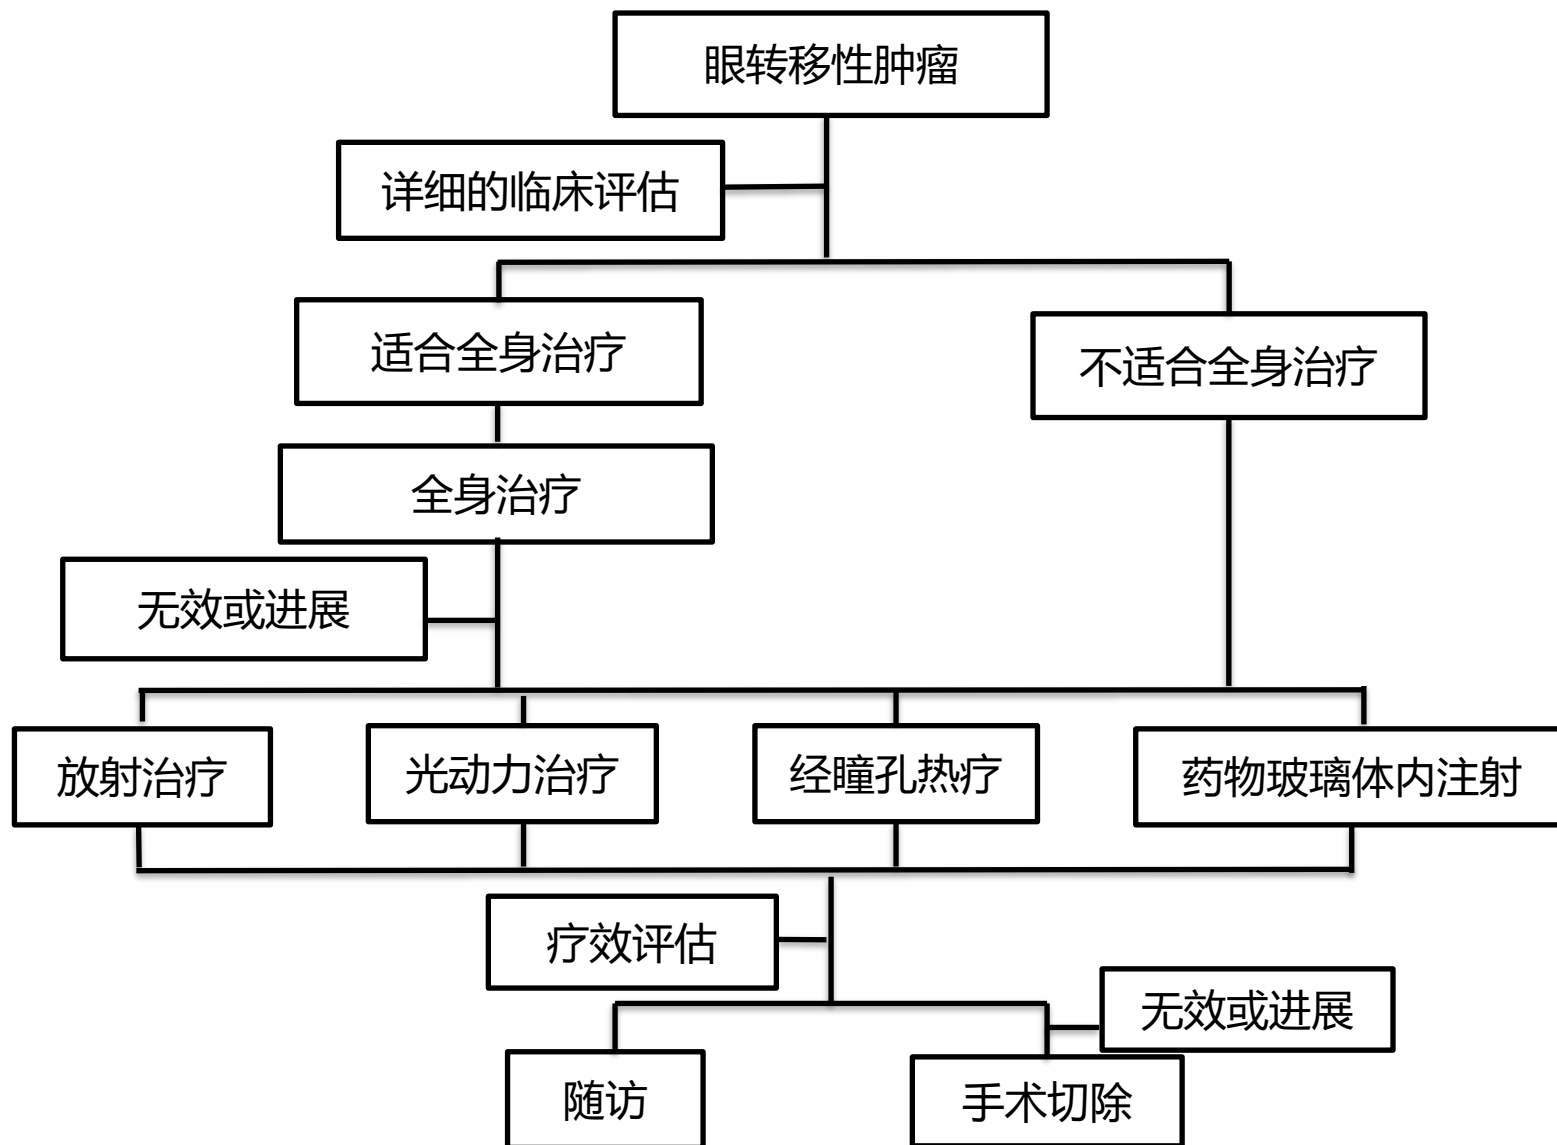 眼转移性肿瘤
详细的临床评估
适合全身治疗
不适合全身治疗
全身治疗
无效或进展
放射治疗
光动力治疗
经瞳孔热疗
药物玻璃体内注射
疗效评估
无效或进展
随访
手术切除